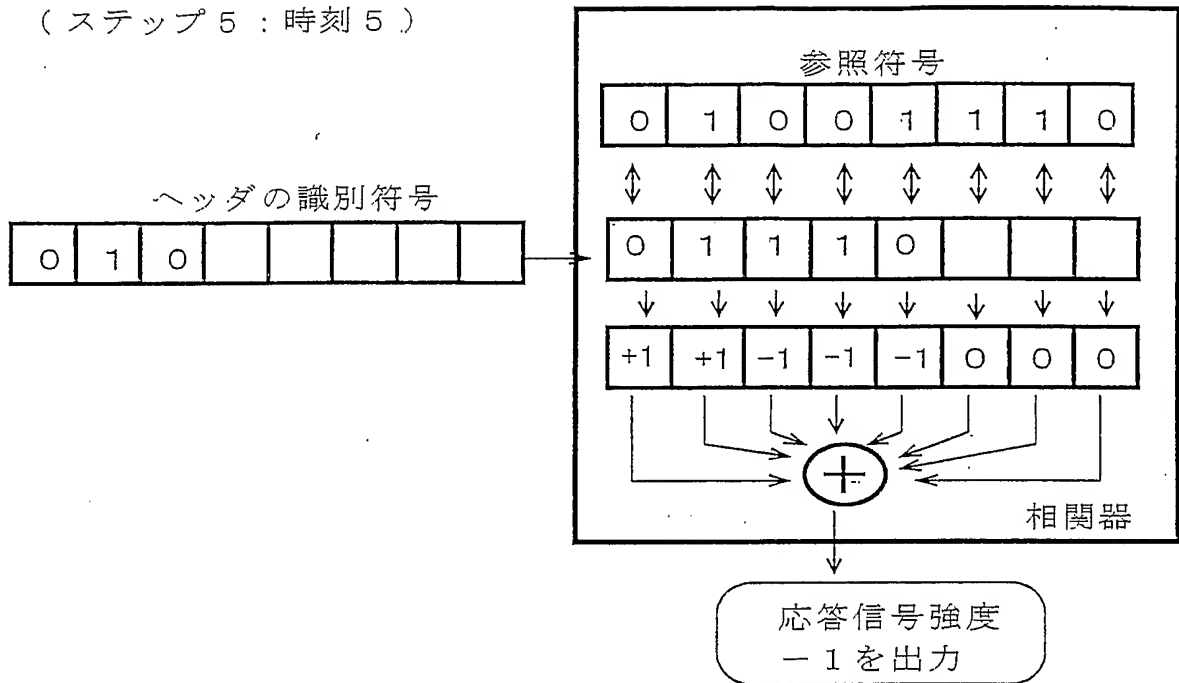 （ステップ５：時刻５）
参照符号
0 1 0 0 1 1 1 0
ヘッダの識別符号
0 1 0
0 1 1 1 0
+1 +1 −1 −1 −1 0 0 0
相関器
応答信号強度
−１を出力